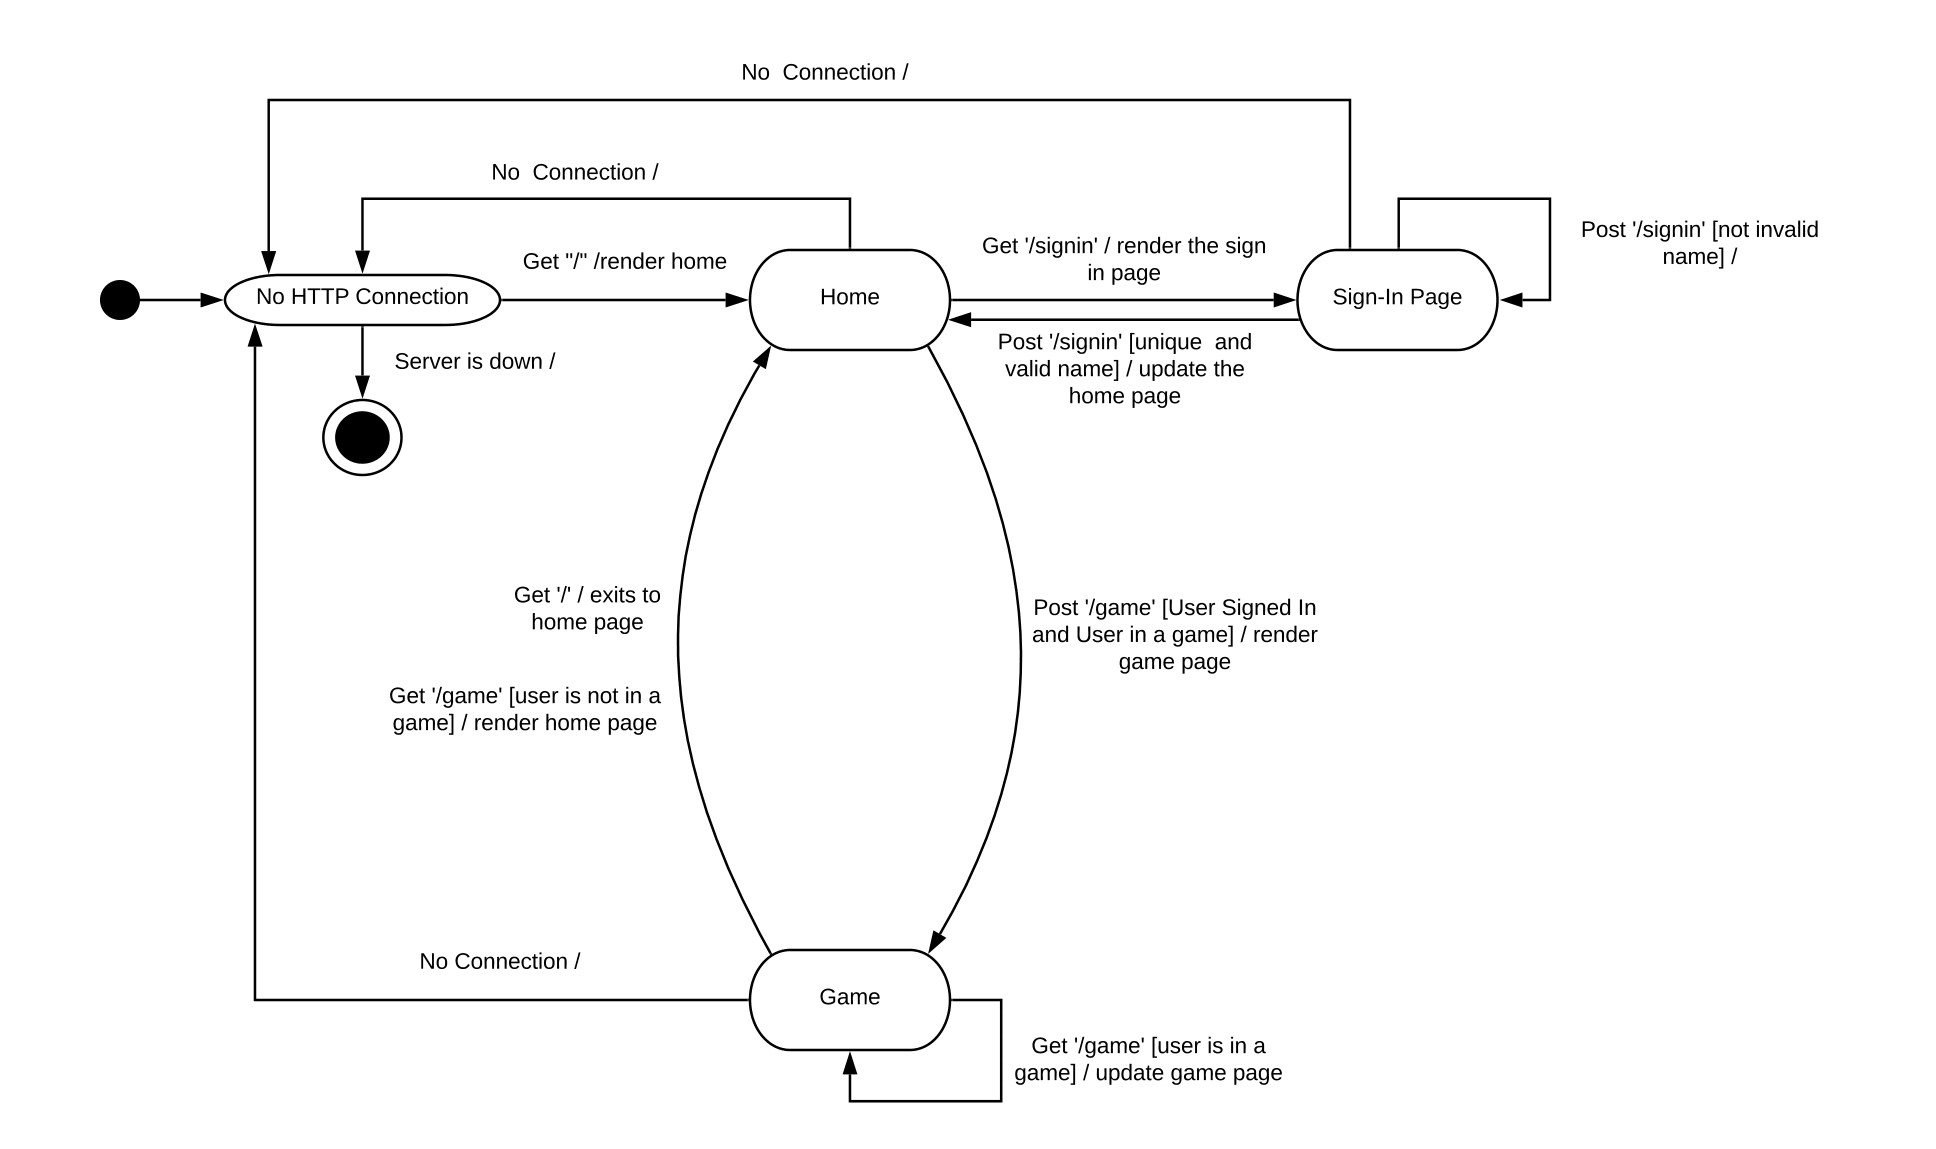 No  Connection /
No  Connection /
Post '/signin' [not invalid
name] /
Get "/" /render home
Get '/signin' / render the sign
in page
No HTTP Connection
Home
Sign-In Page
Server is down /
Post '/signin' [unique  and
valid name] / update the
home page
Get '/' / exits to
home page
Post '/game' [User Signed In
and User in a game] / render
game page
Get '/game' [user is not in a
game] / render home page
No Connection /
Game
Get '/game' [user is in a
game] / update game page